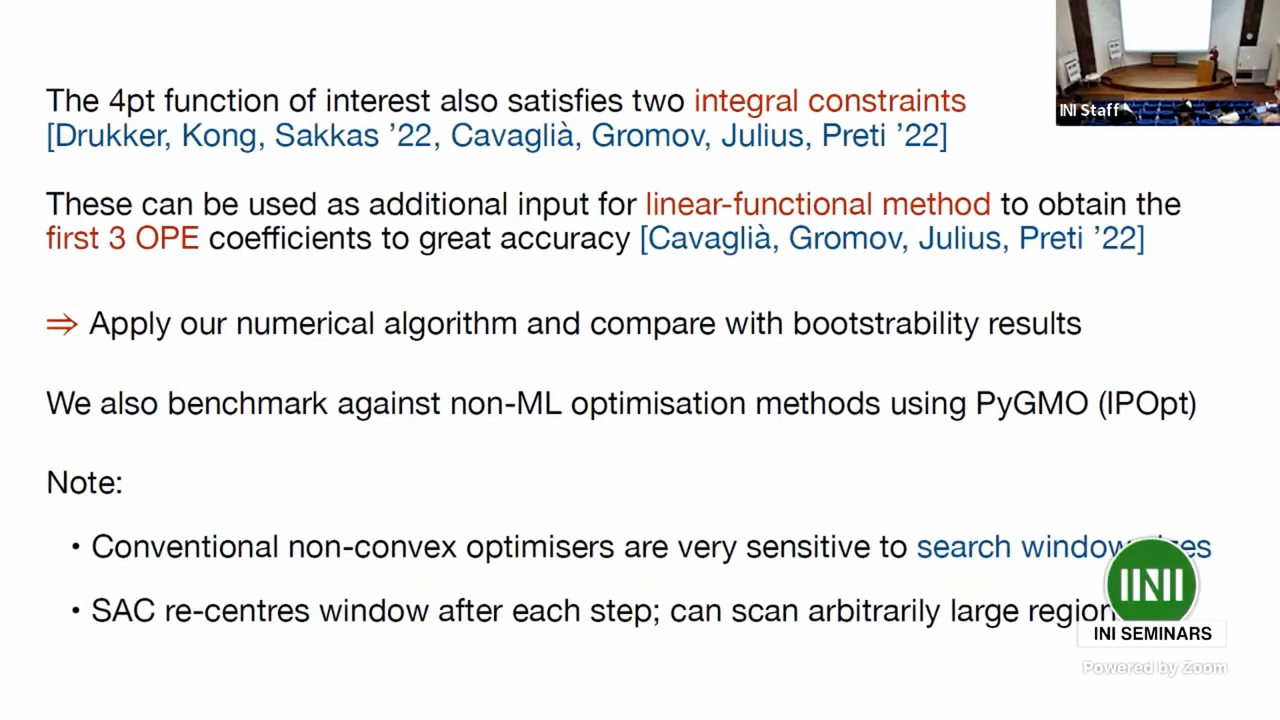 The 4pt function of interest also satisfies two integral constraints
[Drukker, Kong, Sakkas ’22, Cavaglià, Gromov, Julius, Preti ’22]
These can be used as additional input for linear-functional method to obtain the
first 3 OPE coefficients to great accuracy [Cavaglià, Gromov, Julius, Preti ’22]
⇒ Apply our numerical algorithm and compare with bootstrability results
We also benchmark against non-ML optimisation methods using PyGMO (IPOpt)
Note:
• Conventional non-convex optimisers are very sensitive to search window
• SAC re-centres window after each step; can scan arbitrarily large
INI Staff
INI SEMINARS
Powered by Zoom